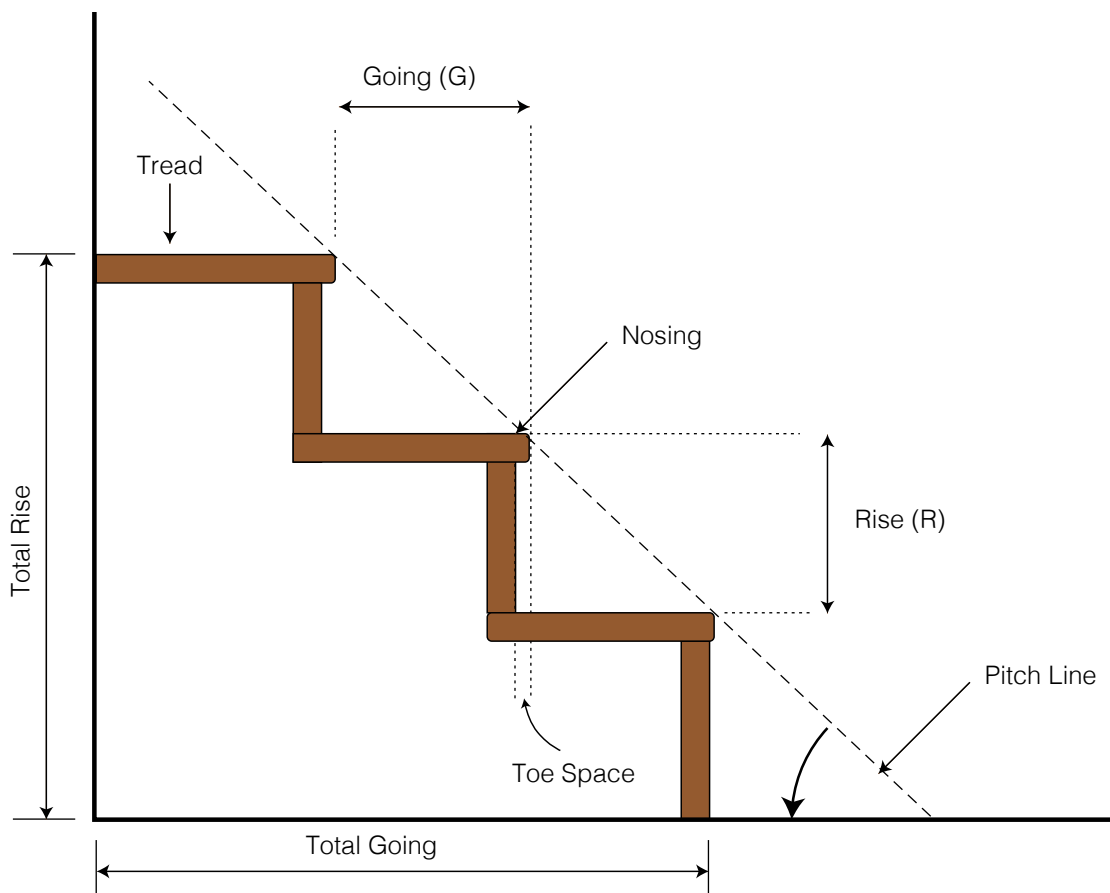 Going (G)
Tread
Nosing
Total Rise
Rise (R)
Pitch Line
Toe Space
Total Going